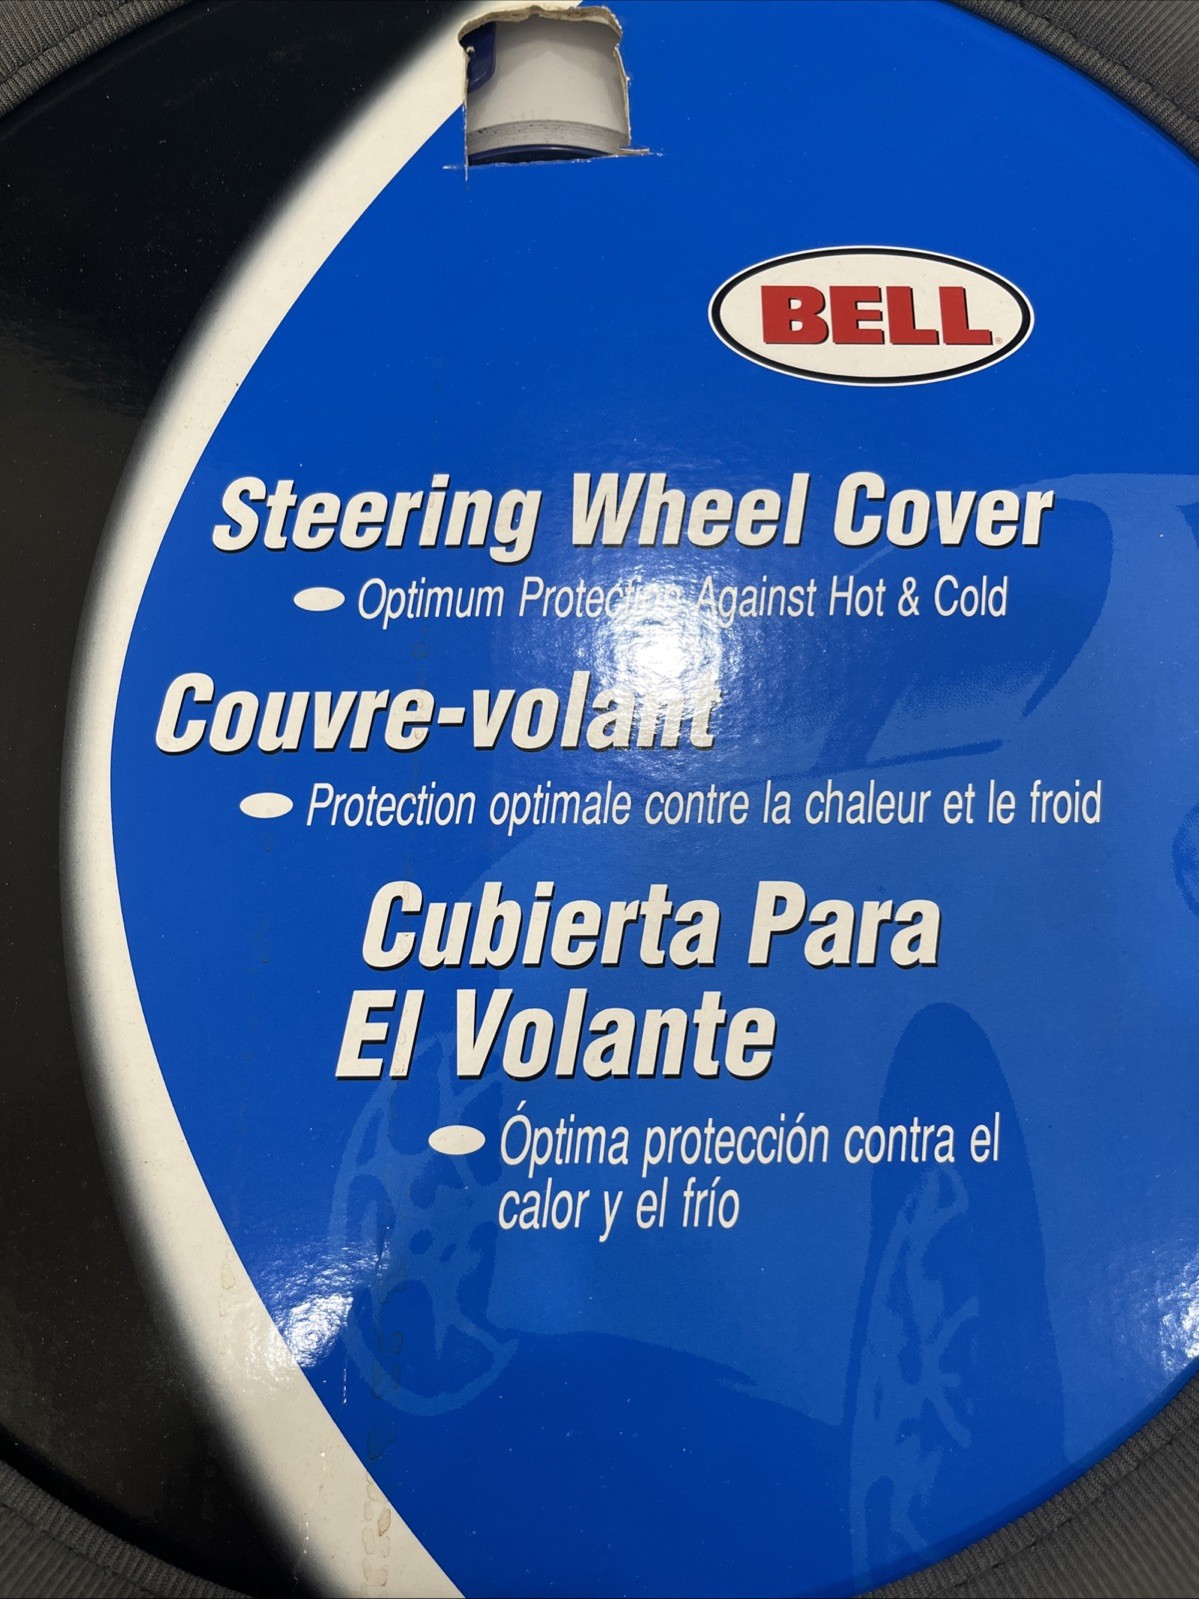 BELL®
Steering Wheel Cover
Optimum Protection Against Hot & Cold
Couvre-volant
Protection optimale contre la chaleur et le froid
Cubierta Para
El Volante
Óptima protección contra el
calor y el frío